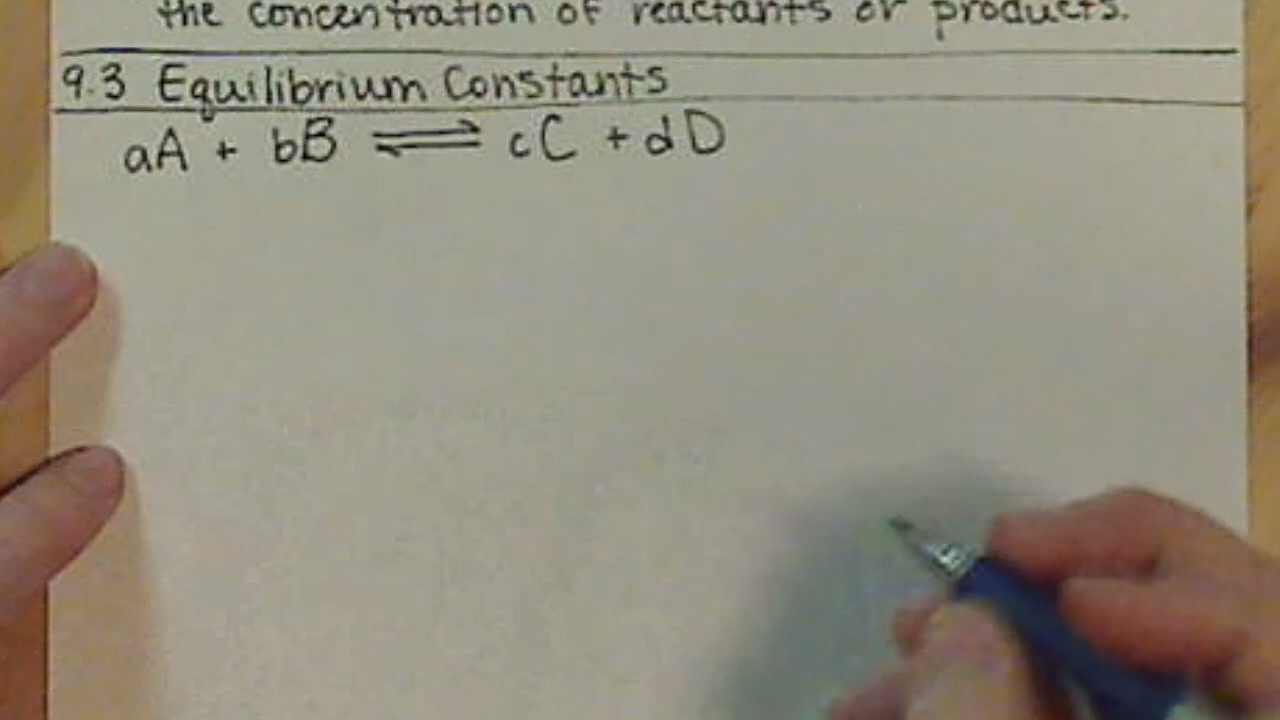 the concentration of reactants or products.
9.3 Equilibrium Constants
aA + bB ⇌ cC + dD